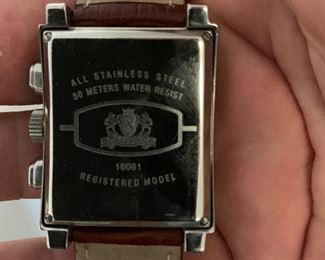 ALL STAINLESS STEEL
50 METERS WATER RESIST
16081
REGISTERED MODEL